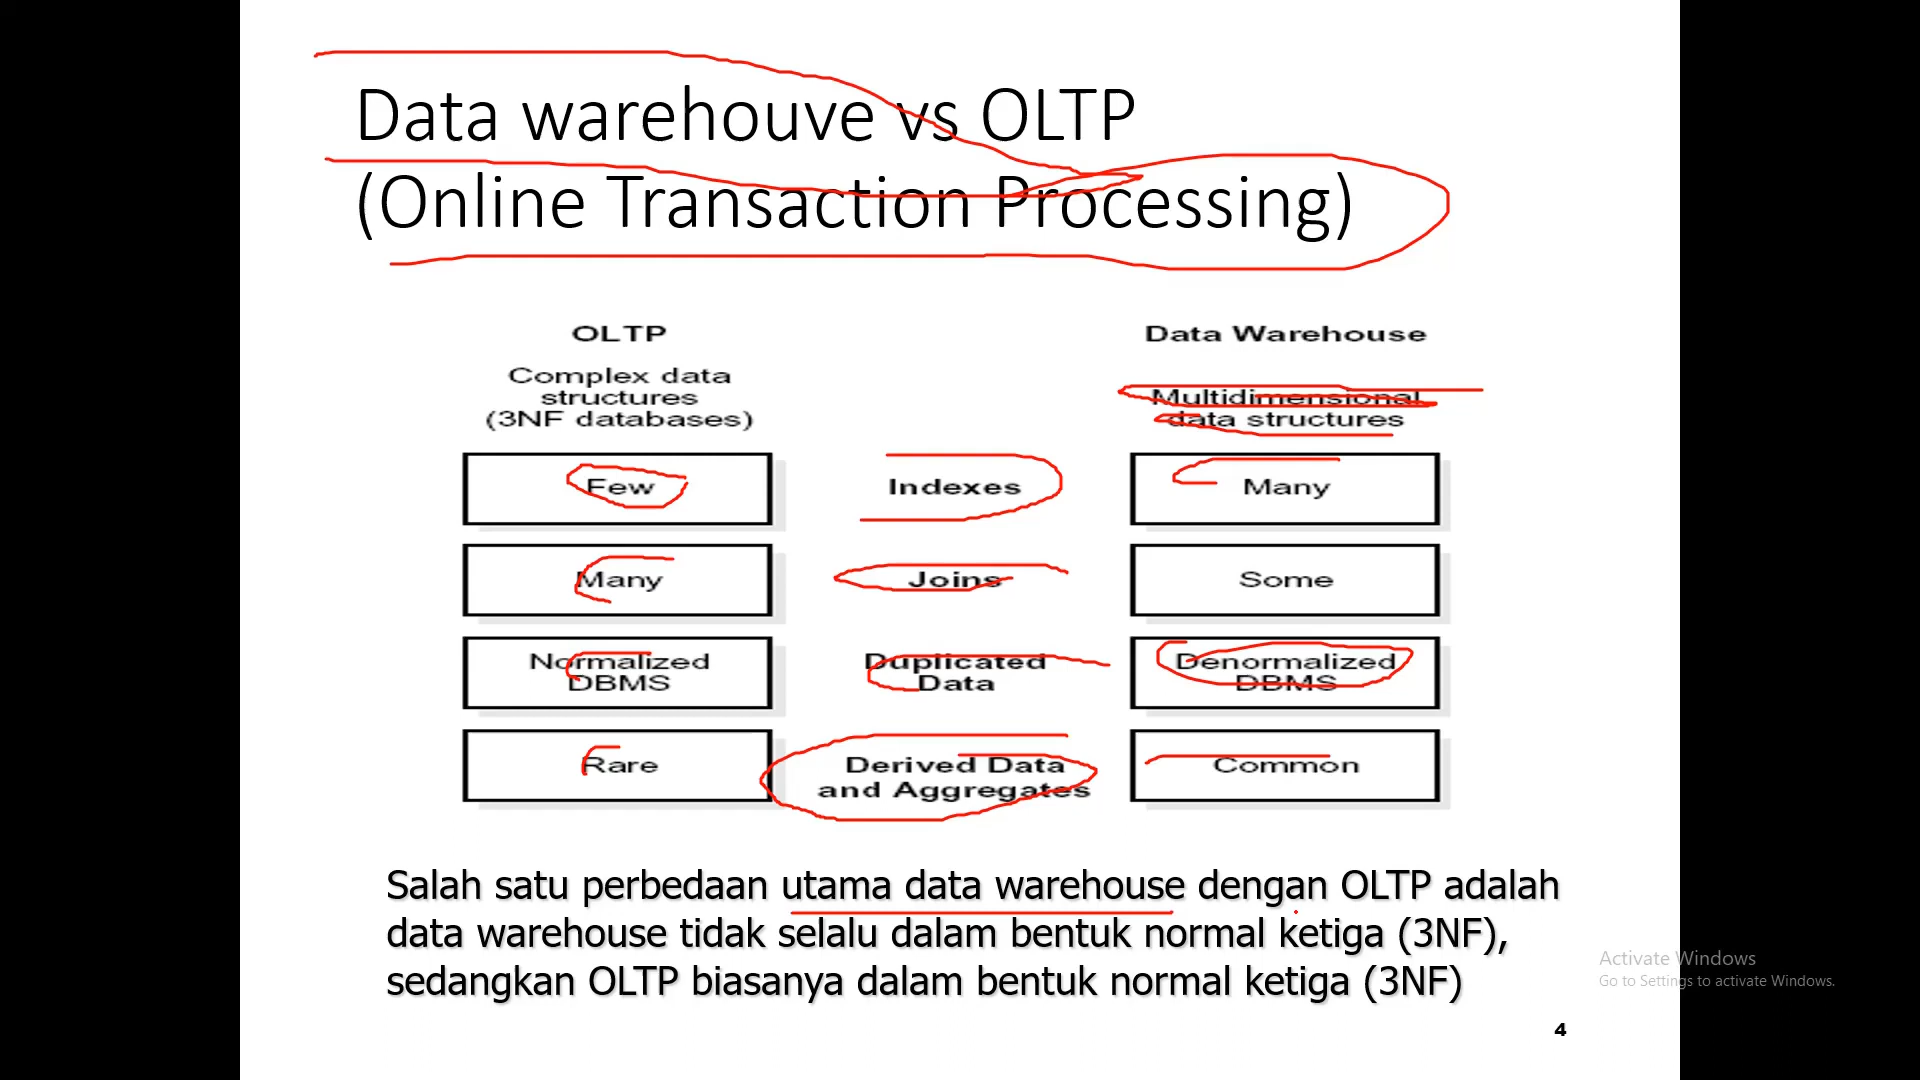 Data warehouve vs OLTP
(Online Transaction Processing)
OLTP
Data Warehouse
Complex data
structures
(3NF databases)
Multidimensional
data structures
Few
Indexes
Many
Many
Joins
Some
Normalized
DBMS
Duplicated
Data
Denormalized
DBMS
Rare
Derived Data
and Aggregates
Common
Salah satu perbedaan utama data warehouse dengan OLTP adalah
data warehouse tidak selalu dalam bentuk normal ketiga (3NF),
sedangkan OLTP biasanya dalam bentuk normal ketiga (3NF)
Activate Windows
Go to Settings to activate Windows.
4